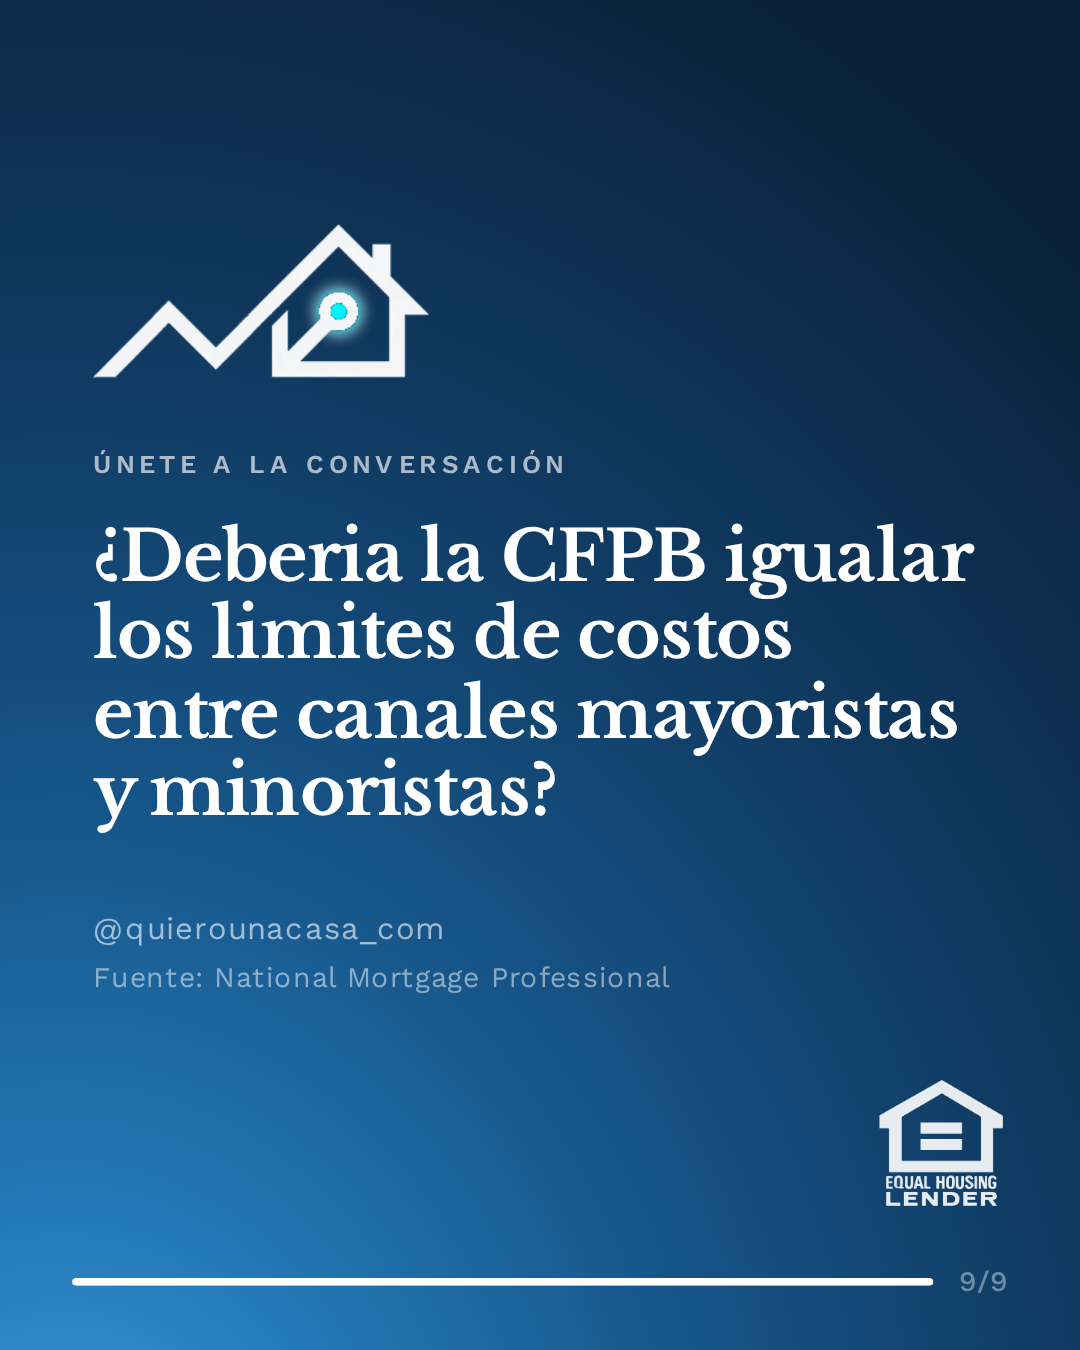 ÚNETE A LA CONVERSACIÓN
¿Deberia la CFPB igualar
los limites de costos
entre canales mayoristas
y minoristas?
@quierounacasa_com
Fuente: National Mortgage Professional
EQUAL HOUSING
LENDER
9/9